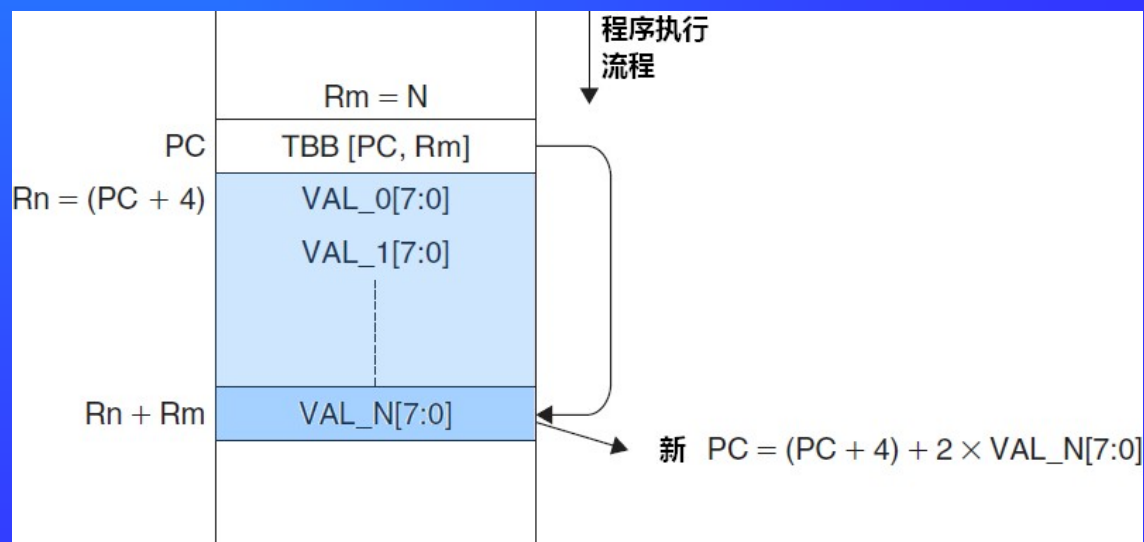 程序执行
流程
Rm = N
PC
TBB [PC, Rm]
Rn = (PC + 4)
VAL_0[7:0]
VAL_1[7:0]
Rn + Rm
VAL_N[7:0]
新 PC = (PC + 4) + 2 × VAL_N[7:0]